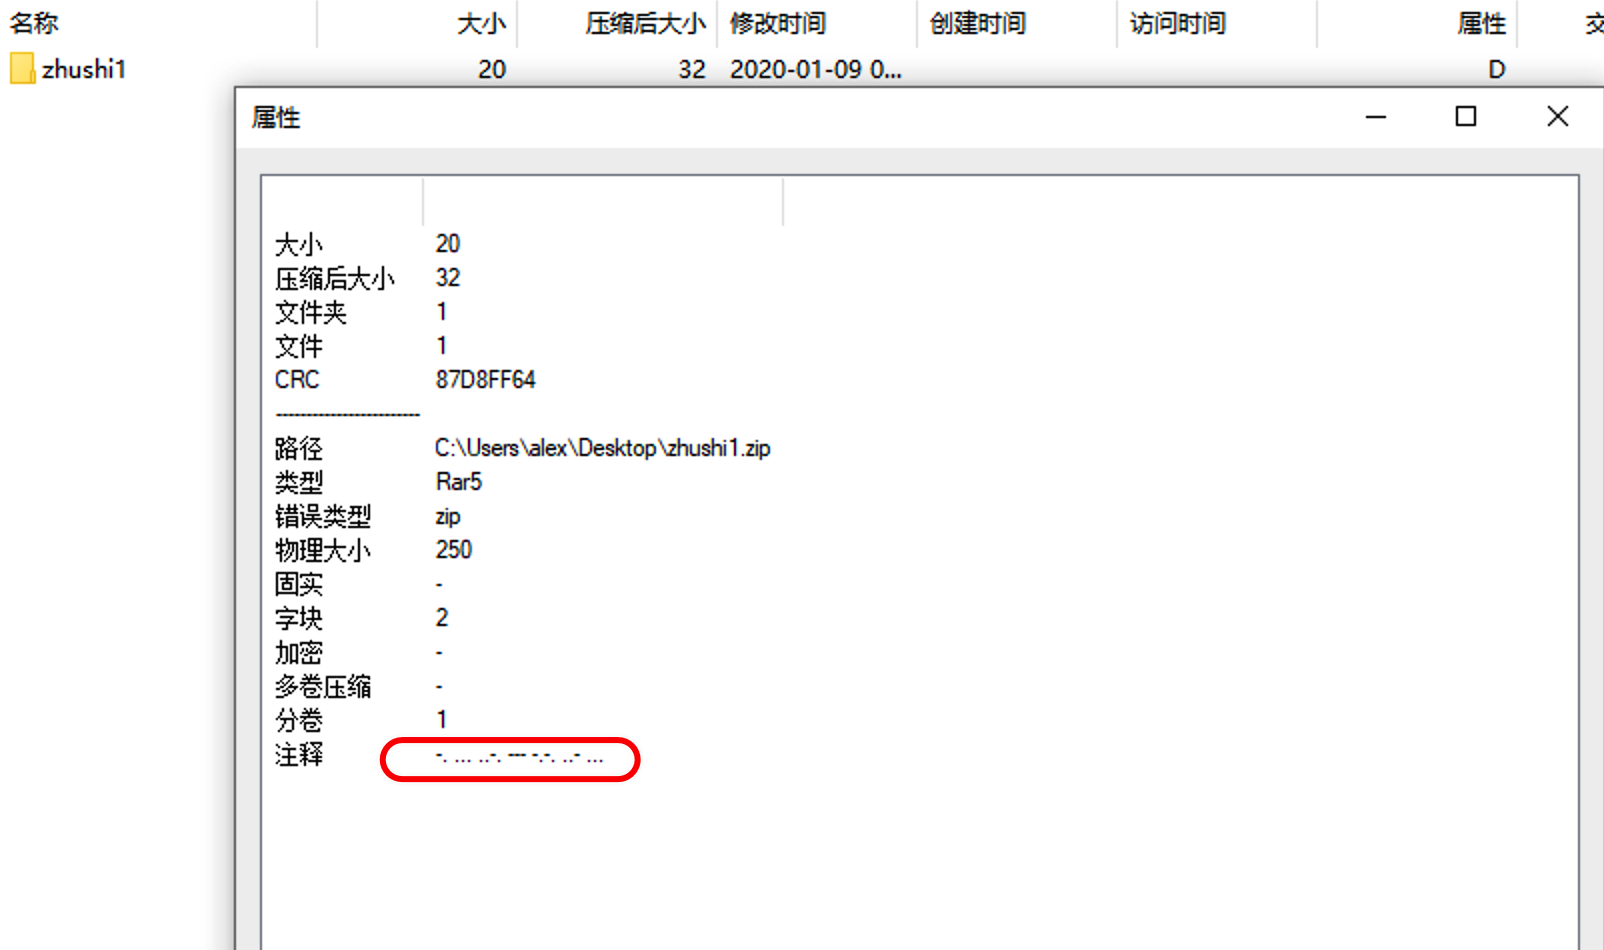 名称 大小 压缩后大小 修改时间 创建时间 访问时间 属性 交
zhushi1 20 32 2020-01-09 0... D
属性
大小 20
压缩后大小 32
文件夹 1
文件 1
CRC 87D8FF64
------------------------
路径 C:\Users\alex\Desktop\zhushi1.zip
类型 Rar5
错误类型 zip
物理大小 250
固实 -
字块 2
加密 -
多卷压缩 -
分卷 1
注释 -. ... ..-. --- -.-. ..- ...